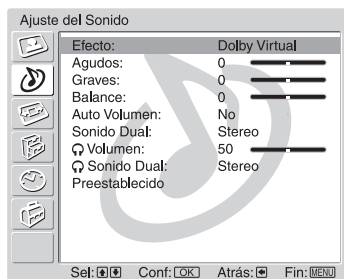 Ajuste del Sonido
Efecto: Dolby Virtual
Agudos: 0
Graves: 0
Balance: 0
Auto Volumen: No
Sonido Dual: Stereo
Volumen: 50
Sonido Dual: Stereo
Preestablecido
Sel: Conf: OK Atrás: Fin: MENU